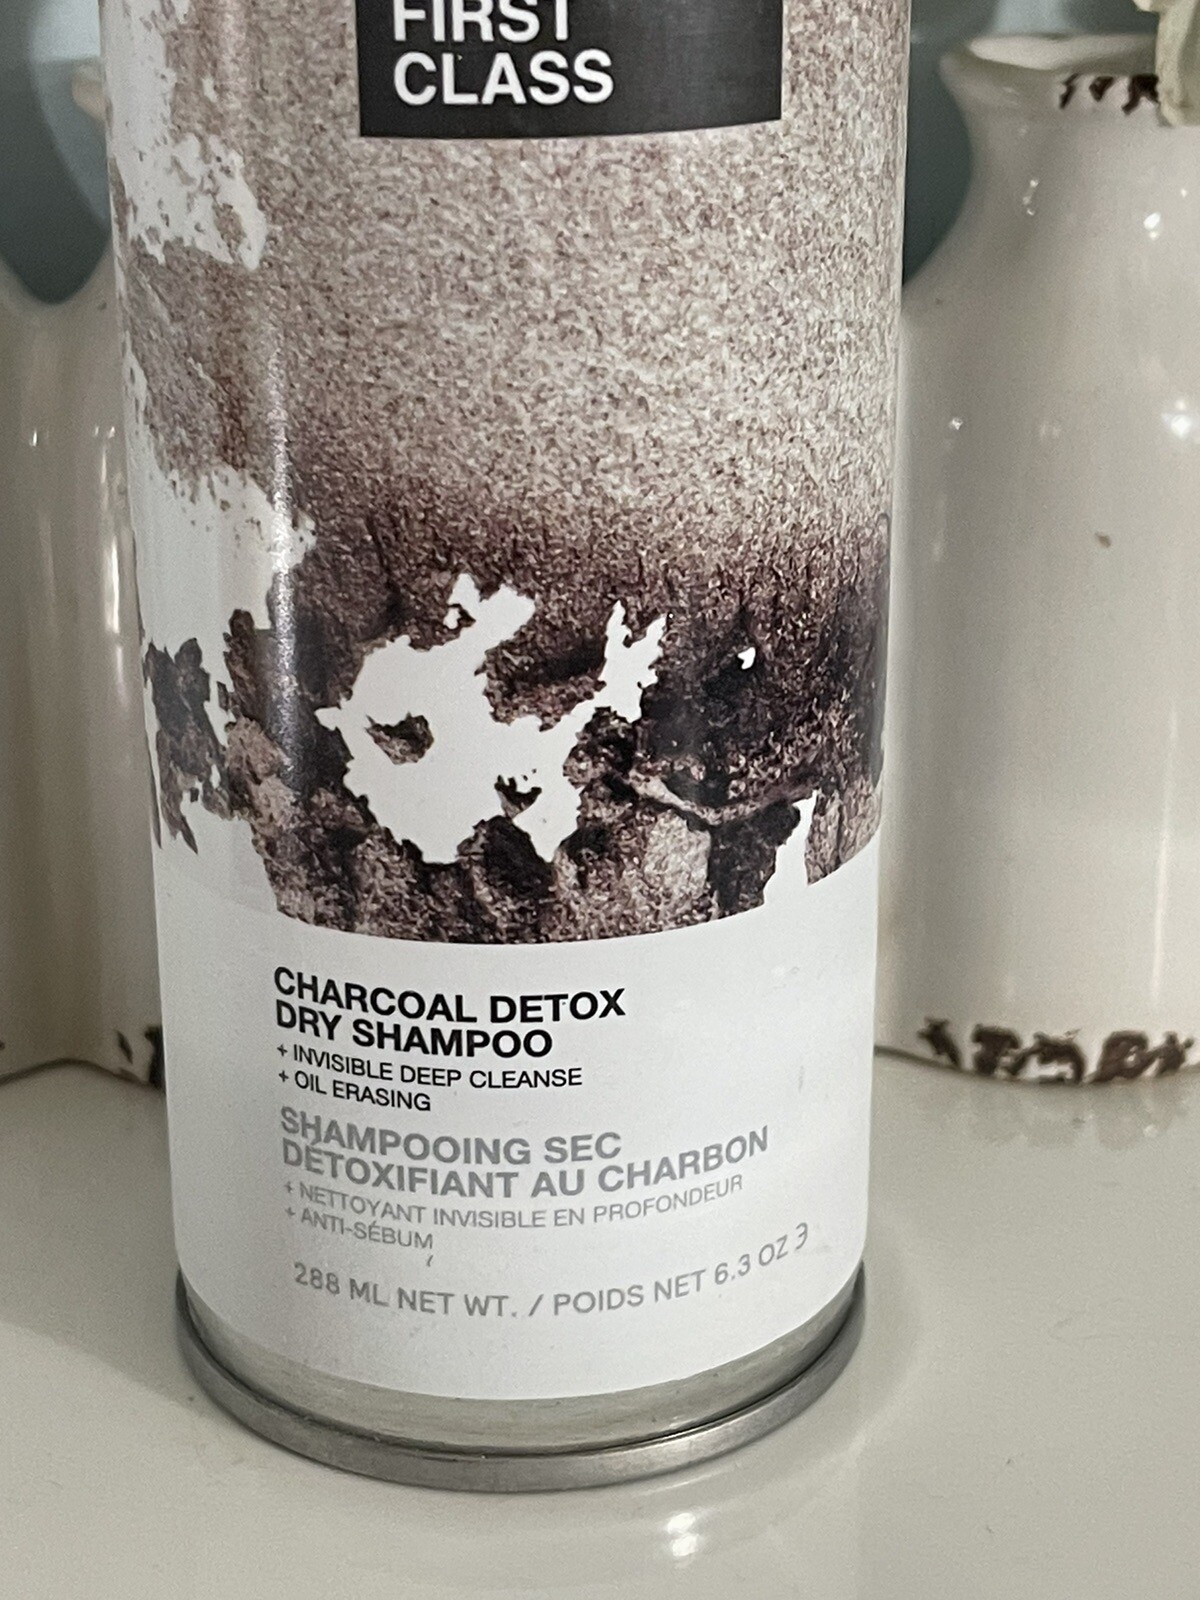 FIRST
CLASS
CHARCOAL DETOX
DRY SHAMPOO
+ INVISIBLE DEEP CLEANSE
+ OIL ERASING
SHAMPOOING SEC
DÉTOXIFIANT AU CHARBON
+ NETTOYANT INVISIBLE EN PROFONDEUR
+ ANTI-SÉBUM
288 ML NET WT. / POIDS NET 6.3 OZ 3